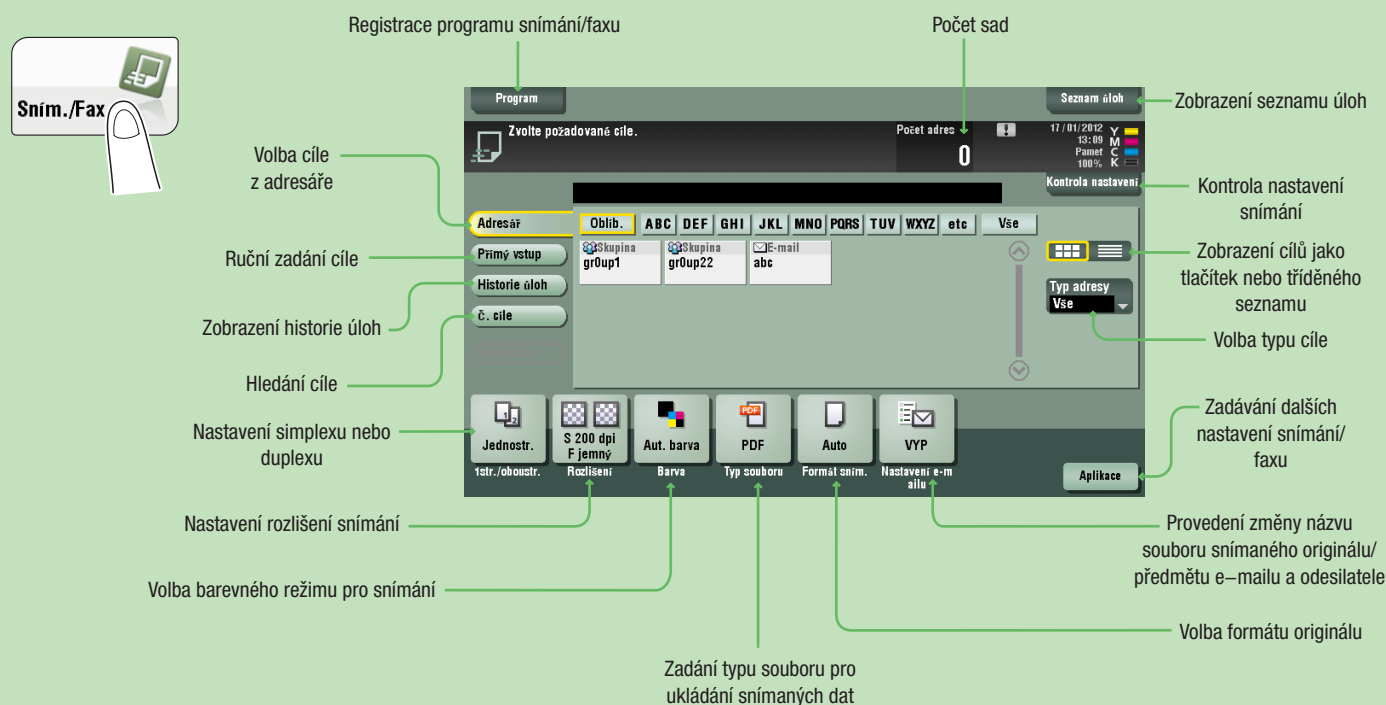 Registrace programu snímání/faxu
Počet sad
Sním./Fax
Program
Seznam úloh
Zobrazení seznamu úloh
Zvolte požadované cíle.
Počet adres
0
17/01/2012
13:09
Pamet
100%
Y
M
C
K
Volba cíle
z adresáře
Kontrola nastavení
Kontrola nastavení
snímání
Adresář
Oblib.
ABC
DEF
GHI
JKL
MNO
PQRS
TUV
WXYZ
etc
Vše
Ruční zadání cíle
Přímý vstup
Skupina
gr0up1
Skupina
gr0up22
E-mail
abc
Zobrazení cílů jako
tlačítek nebo tříděného
seznamu
Historie úloh
Typ adresy
Vše
Zobrazení historie úloh
č. cíle
Volba typu cíle
Hledání cíle
Nastavení simplexu nebo
duplexu
Jednostr.
1str./oboustr.
S 200 dpi
F jemný
Rozlišení
Aut. barva
Barva
PDF
PDF
Typ souboru
Auto
Formát sním.
VYP
Nastavení e-m
ailu
Aplikace
Zadávání dalších
nastavení snímání/
faxu
Nastavení rozlišení snímání
Provedení změny názvu
souboru snímaného originálu/
předmětu e–mailu a odesilatele
Volba barevného režimu pro snímání
Volba formátu originálu
Zadání typu souboru pro
ukládání snímaných dat